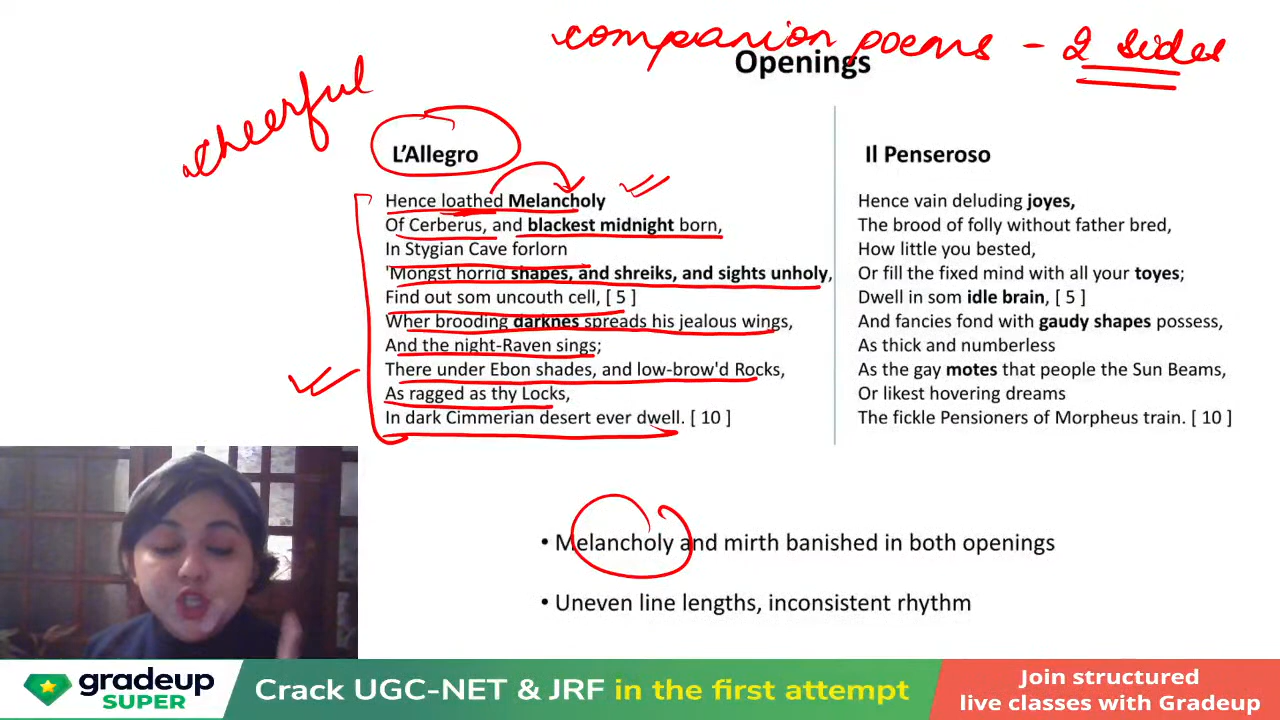 companion poems - 2 sides
Openings
cheerful
L'Allegro
Hence loathed Melancholy
Of Cerberus, and blackest midnight born,
In Stygian Cave forlorn
'Mongst horrid shapes, and shreiks, and sights unholy,
Find out som uncouth cell, [ 5 ]
Wher brooding darknes spreads his jealous wings,
And the night-Raven sings;
There under Ebon shades, and low-brow'd Rocks,
As ragged as thy Locks,
In dark Cimmerian desert ever dwell. [ 10 ]
Il Penseroso
Hence vain deluding joyes,
The brood of folly without father bred,
How little you bested,
Or fill the fixed mind with all your toyes;
Dwell in som idle brain, [ 5 ]
And fancies fond with gaudy shapes possess,
As thick and numberless
As the gay motes that people the Sun Beams,
Or likest hovering dreams
The fickle Pensioners of Morpheus train. [ 10 ]
• Melancholy and mirth banished in both openings
• Uneven line lengths, inconsistent rhythm
gradeup
SUPER
Crack UGC-NET & JRF in the first attempt
Join structured
live classes with Gradeup